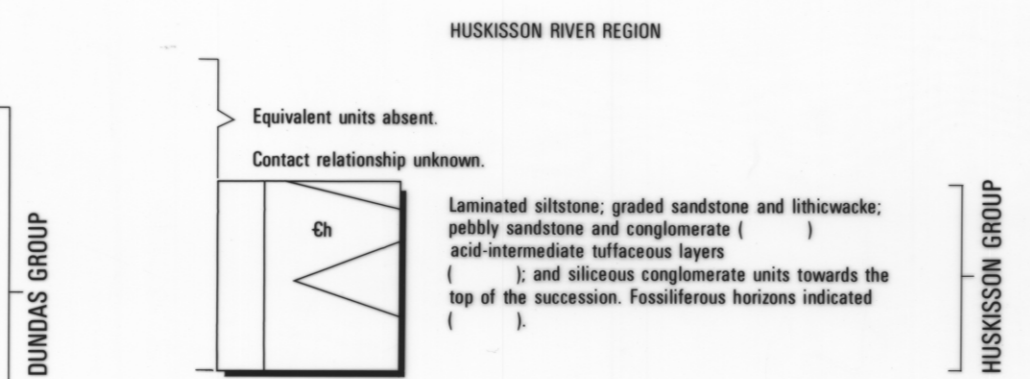 HUSKISSON RIVER REGION
Equivalent units absent.
Contact relationship unknown.
Єh
Laminated siltstone; graded sandstone and lithicwacke;
pebbly sandstone and conglomerate (        )
acid-intermediate tuffaceous layers
(        ); and siliceous conglomerate units towards the
top of the succession. Fossiliferous horizons indicated
(        ).
DUNDAS GROUP
HUSKISSON GROUP